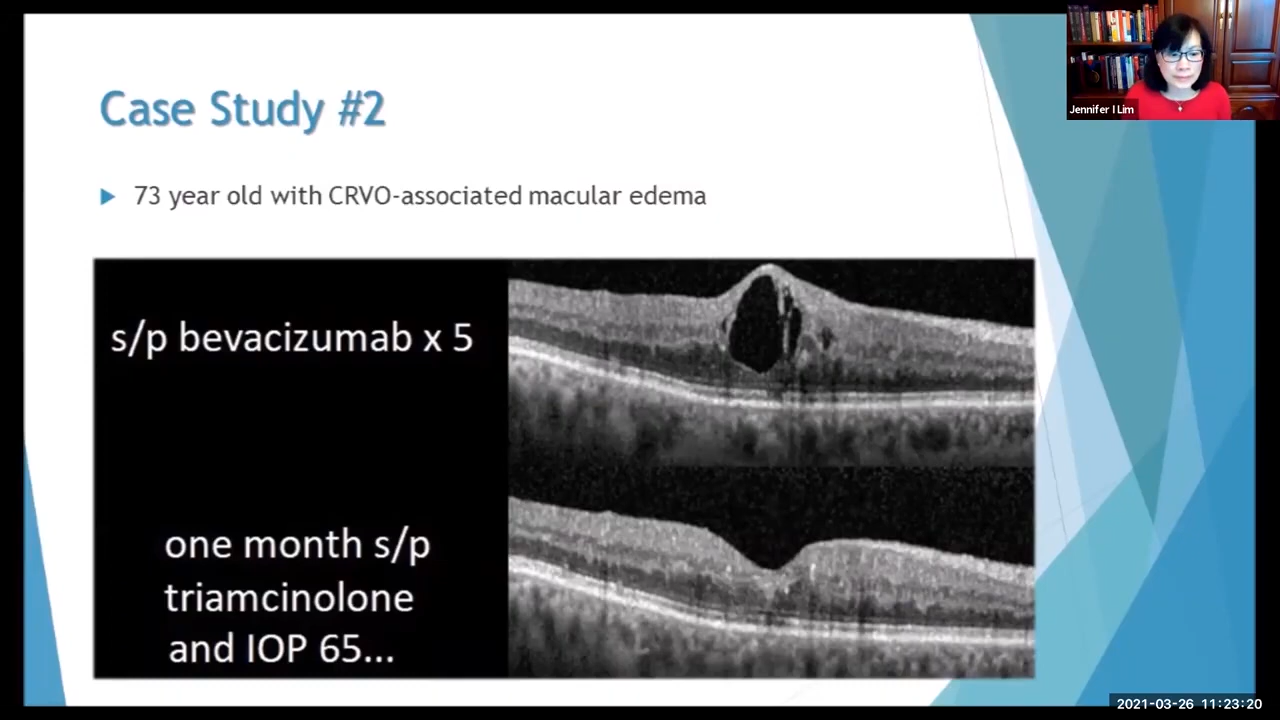 Case Study #2
73 year old with CRVO-associated macular edema
s/p bevacizumab x 5
one month s/p
triamcinolone
and IOP 65...
Jennifer I Lim
2021-03-26 11:23:20